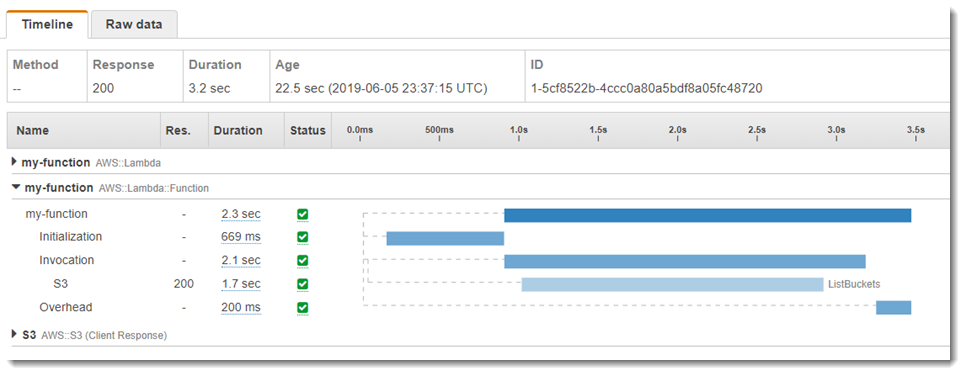 Timeline Raw data
Method Response Duration Age ID
-- 200 3.2 sec 22.5 sec (2019-06-05 23:37:15 UTC) 1-5cf8522b-4ccc0a80a5bdf8a05fc48720
Name Res. Duration Status 0.0ms 500ms 1.0s 1.5s 2.0s 2.5s 3.0s 3.5s
my-function AWS::Lambda
my-function AWS::Lambda::Function
my-function - 2.3 sec
Initialization - 669 ms
Invocation - 2.1 sec
S3 200 1.7 sec ListBuckets
Overhead - 200 ms
S3 AWS::S3 (Client Response)